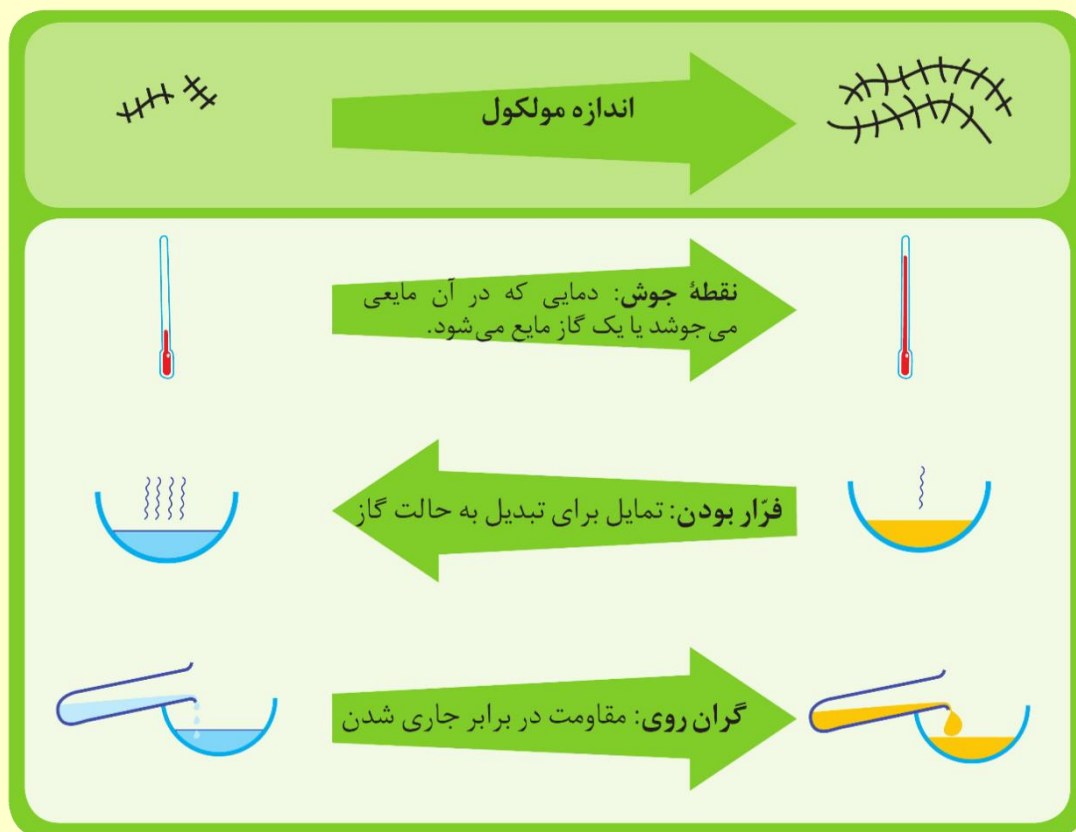 اندازه مولکول
نقطهٔ جوش: دمایی که در آن مایعی
می‌جوشد یا یک گاز مایع می‌شود.
فرّار بودن: تمایل برای تبدیل به حالت گاز
گران روی: مقاومت در برابر جاری شدن